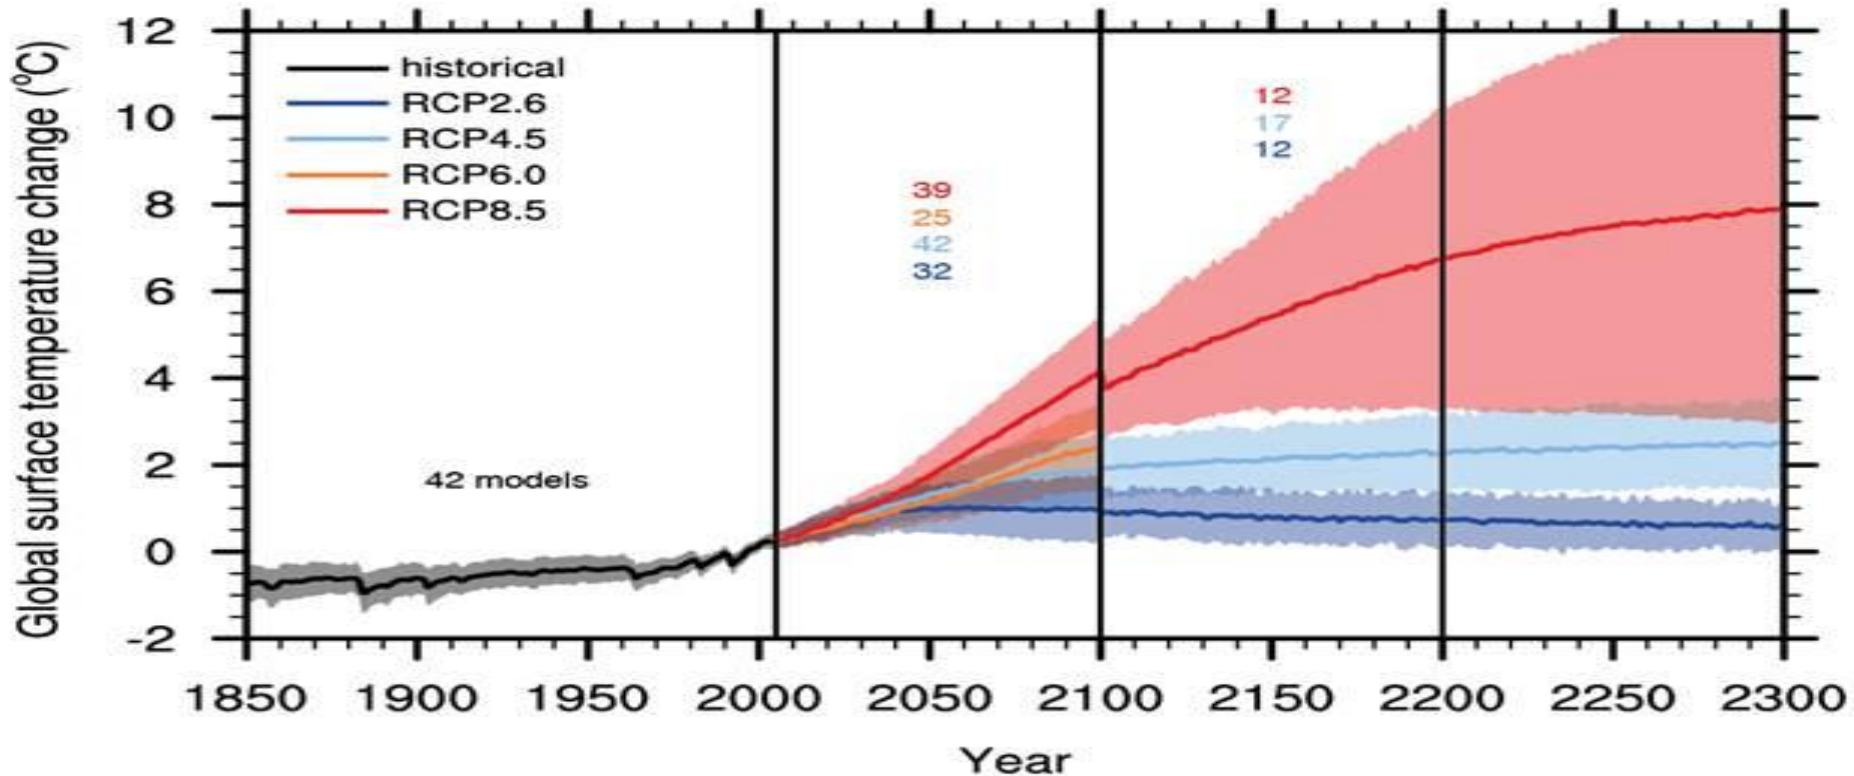 Global surface temperature change (°C)
12
10
8
6
4
2
0
-2
historical
RCP2.6
RCP4.5
RCP6.0
RCP8.5
42 models
39
25
42
32
12
17
12
1850 1900 1950 2000 2050 2100 2150 2200 2250 2300
Year